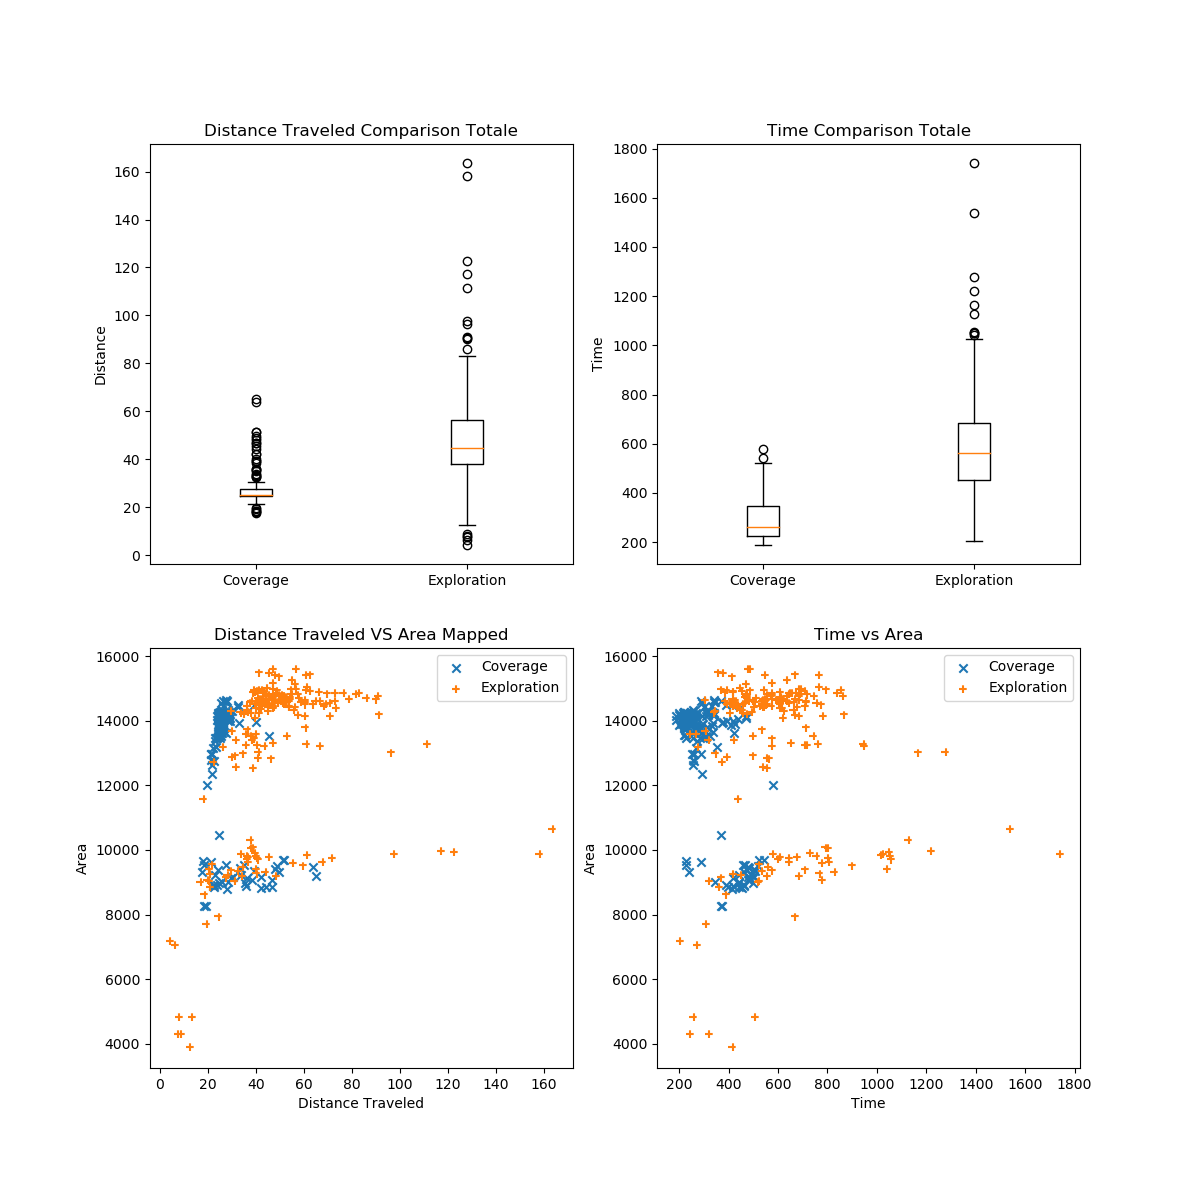 Distance Traveled Comparison Totale
Distance
160
140
120
100
80
60
40
20
0
Coverage Exploration
Time Comparison Totale
Time
1800
1600
1400
1200
1000
800
600
400
200
Coverage Exploration
Distance Traveled VS Area Mapped
Area
16000
14000
12000
10000
8000
6000
4000
Coverage
Exploration
0 20 40 60 80 100 120 140 160
Distance Traveled
Time vs Area
Area
16000
14000
12000
10000
8000
6000
4000
Coverage
Exploration
200 400 600 800 1000 1200 1400 1600 1800
Time